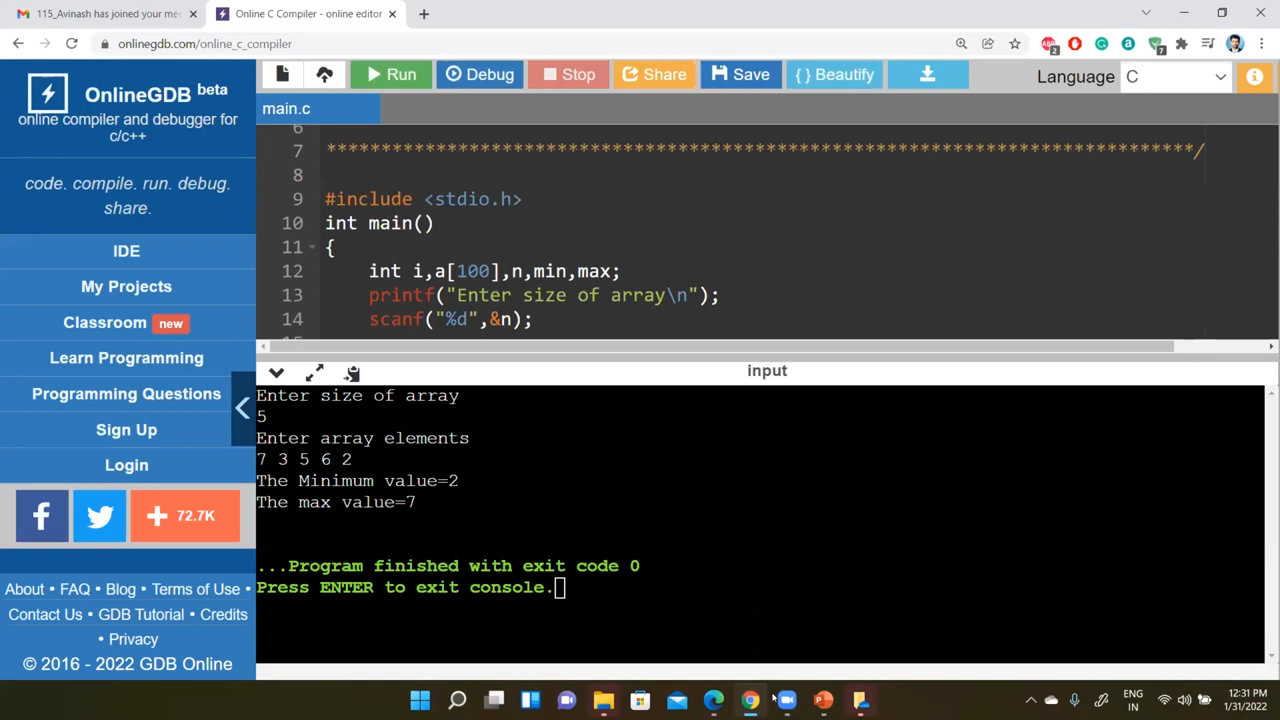 115_Avinash has joined your me
Online C Compiler - online editor
onlinegdb.com/online_c_compiler
OnlineGDB beta
online compiler and debugger for
c/c++
code. compile. run. debug.
share.
IDE
My Projects
Classroom new
Learn Programming
Programming Questions
Sign Up
Login
72.7K
About • FAQ • Blog • Terms of Use •
Contact Us • GDB Tutorial • Credits
• Privacy
© 2016 - 2022 GDB Online
Run
Debug
Stop
Share
Save
{ } Beautify
Language C
main.c
6
7 ********************************************************************************/
8
9 #include <stdio.h>
10 int main()
11 {
12 int i,a[100],n,min,max;
13 printf("Enter size of array\n");
14 scanf("%d",&n);
input
Enter size of array
5
Enter array elements
7 3 5 6 2
The Minimum value=2
The max value=7
...Program finished with exit code 0
Press ENTER to exit console.
ENG
IN
12:31 PM
1/31/2022